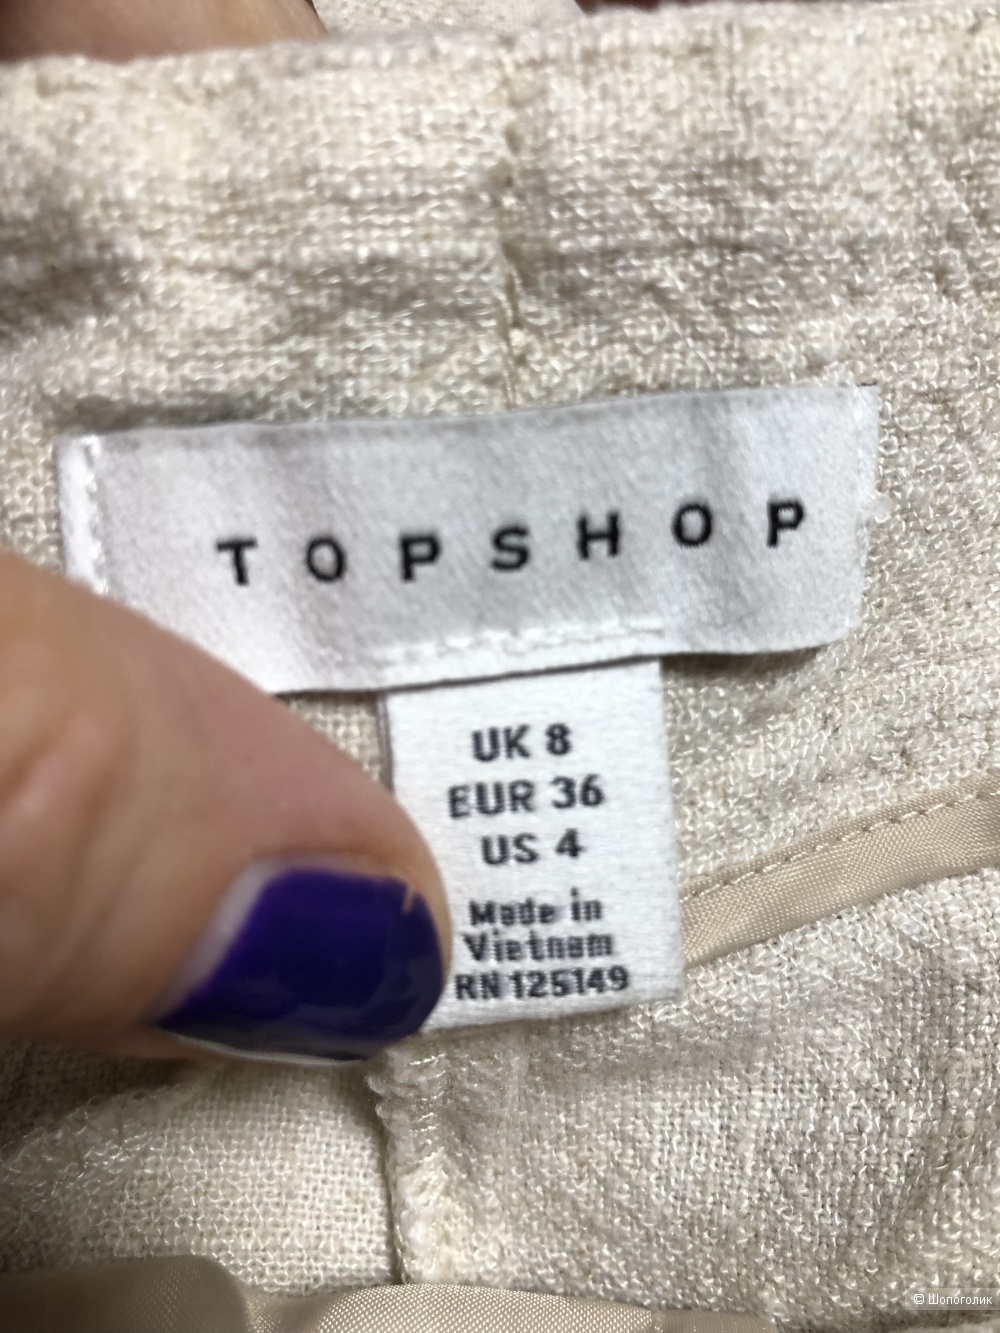 TOPSHOP
UK 8
EUR 36
US 4
Made in
Vietnam
RN 125149
© Шопоголик